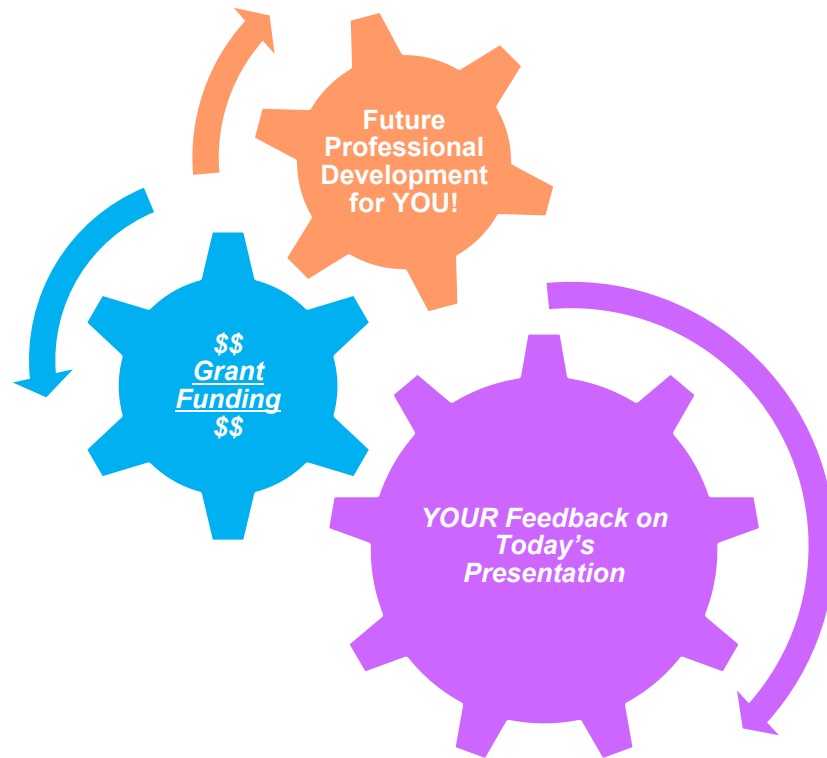 Future
Professional
Development
for YOU!
$$
Grant
Funding
$$
YOUR Feedback on
Today’s
Presentation